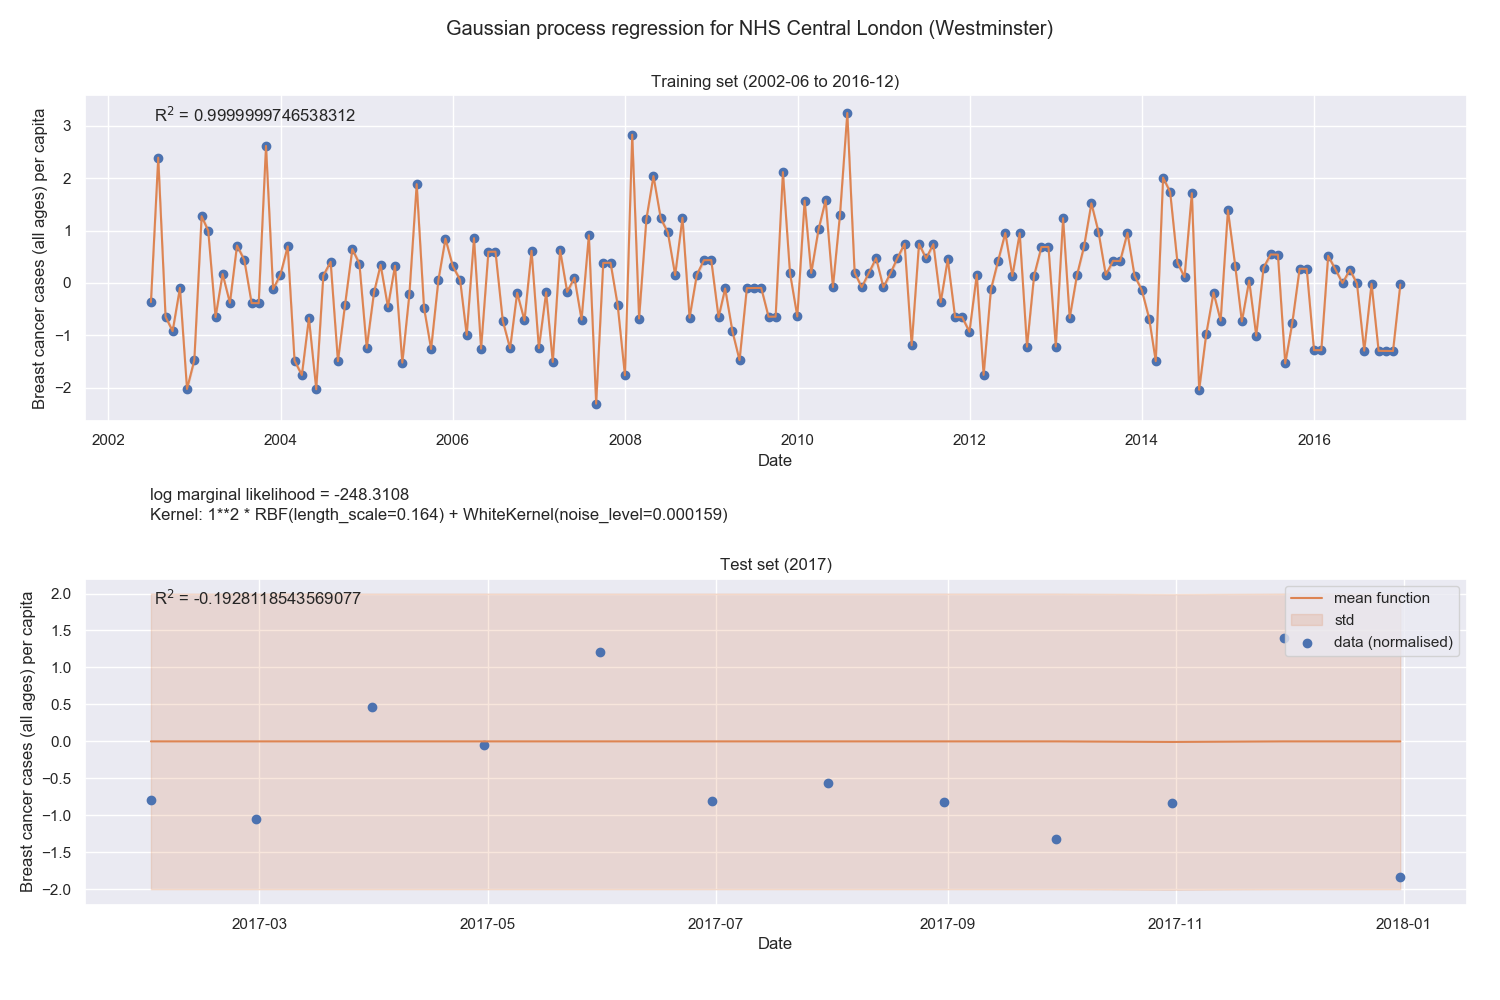 Gaussian process regression for NHS Central London (Westminster)
Training set (2002-06 to 2016-12)
R² = 0.9999999746538312
Breast cancer cases (all ages) per capita
3
2
1
0
−1
−2
2002 2004 2006 2008 2010 2012 2014 2016
Date
log marginal likelihood = -248.3108
Kernel: 1**2 * RBF(length_scale=0.164) + WhiteKernel(noise_level=0.000159)
Test set (2017)
R² = -0.1928118543569077
mean function
std
data (normalised)
Breast cancer cases (all ages) per capita
2.0
1.5
1.0
0.5
0.0
−0.5
−1.0
−1.5
−2.0
2017-03 2017-05 2017-07 2017-09 2017-11 2018-01
Date